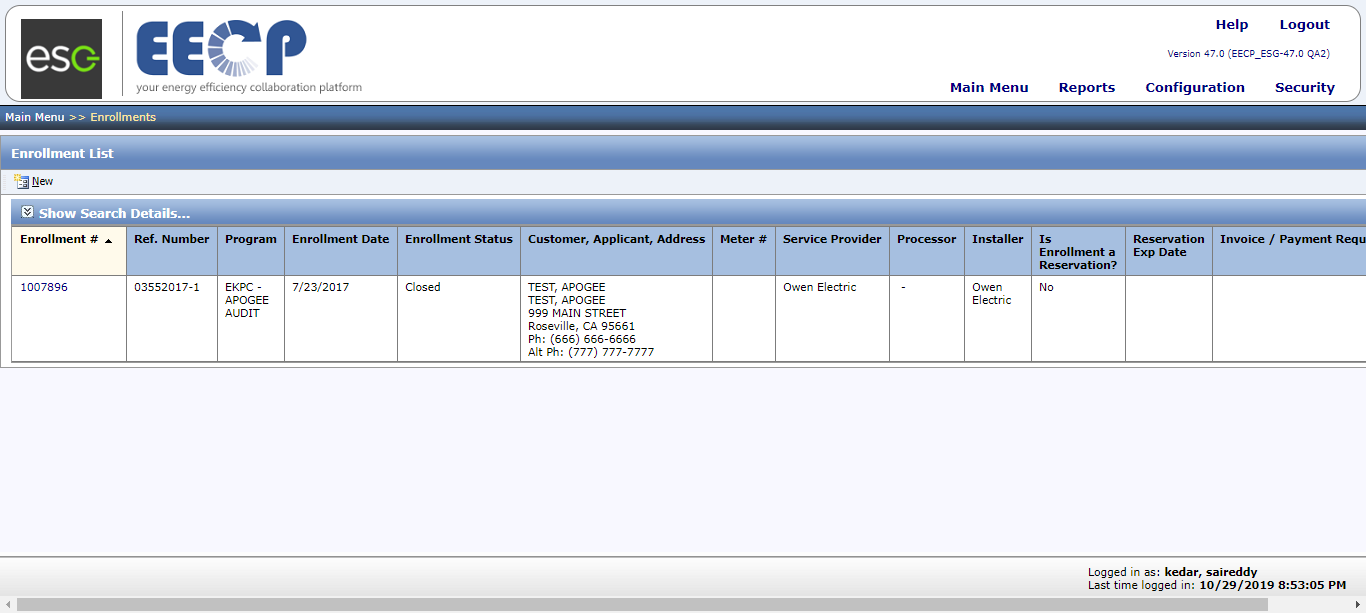 Help Logout
esg
EECP
your energy efficiency collaboration platform
Version 47.0 (EECP_ESG-47.0 QA2)
Main Menu Reports Configuration Security
Main Menu >> Enrollments
Enrollment List
New
Show Search Details...
Enrollment # Ref. Number Program Enrollment Date Enrollment Status Customer, Applicant, Address Meter # Service Provider Processor Installer Is Reservation Invoice / Payment Requ
Enrollment a Exp Date
Reservation?
1007896 03552017-1 EKPC - 7/23/2017 Closed TEST, APOGEE Owen Electric - Owen No
APOGEE TEST, APOGEE Electric
AUDIT 999 MAIN STREET
Roseville, CA 95661
Ph: (666) 666-6666
Alt Ph: (777) 777-7777
Logged in as: kedar, saireddy
Last time logged in: 10/29/2019 8:53:05 PM